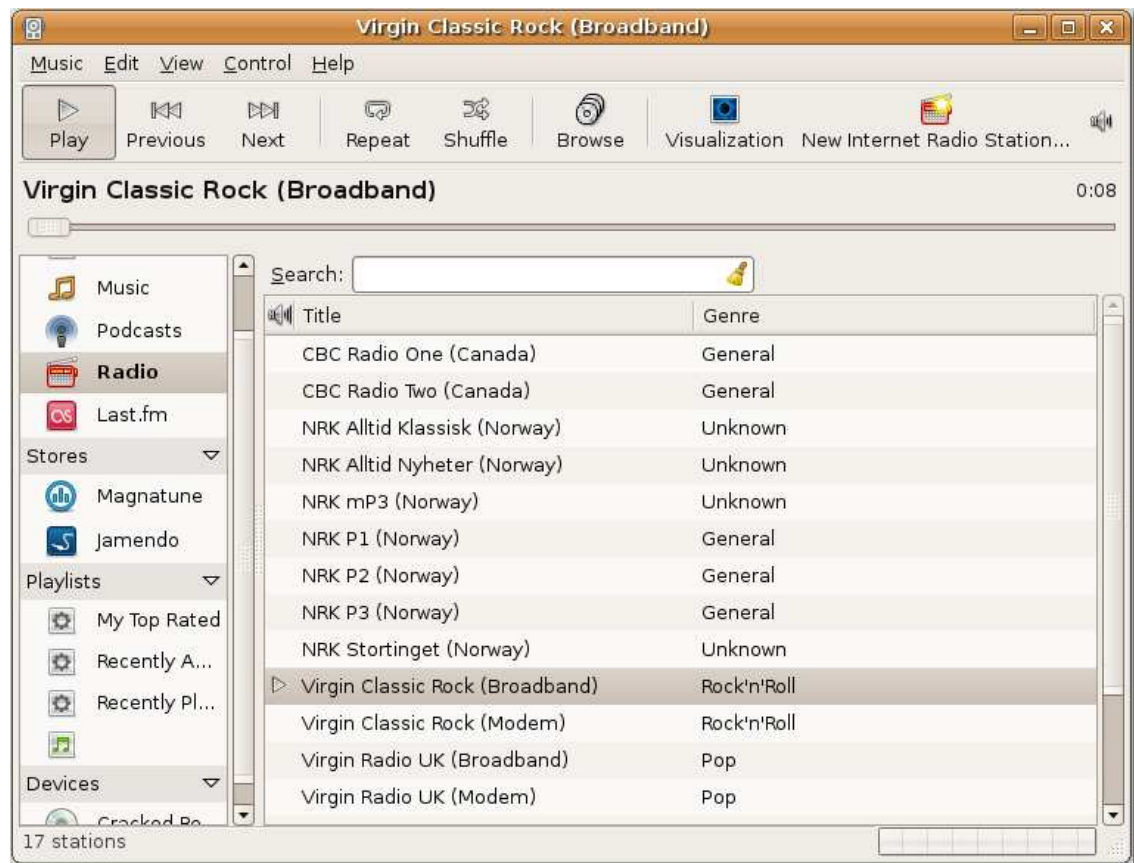 Virgin Classic Rock (Broadband)
Music Edit View Control Help
Play Previous Next Repeat Shuffle Browse Visualization New Internet Radio Station...
Virgin Classic Rock (Broadband) 0:08
Search:
Music
Podcasts
Radio
Last.fm
Stores
Magnatune
Jamendo
Playlists
My Top Rated
Recently A...
Recently Pl...
Devices
Cracked Re...
Title Genre
CBC Radio One (Canada) General
CBC Radio Two (Canada) General
NRK Alltid Klassisk (Norway) Unknown
NRK Alltid Nyheter (Norway) Unknown
NRK mP3 (Norway) Unknown
NRK P1 (Norway) General
NRK P2 (Norway) General
NRK P3 (Norway) General
NRK Stortinget (Norway) Unknown
Virgin Classic Rock (Broadband) Rock'n'Roll
Virgin Classic Rock (Modem) Rock'n'Roll
Virgin Radio UK (Broadband) Pop
Virgin Radio UK (Modem) Pop
17 stations